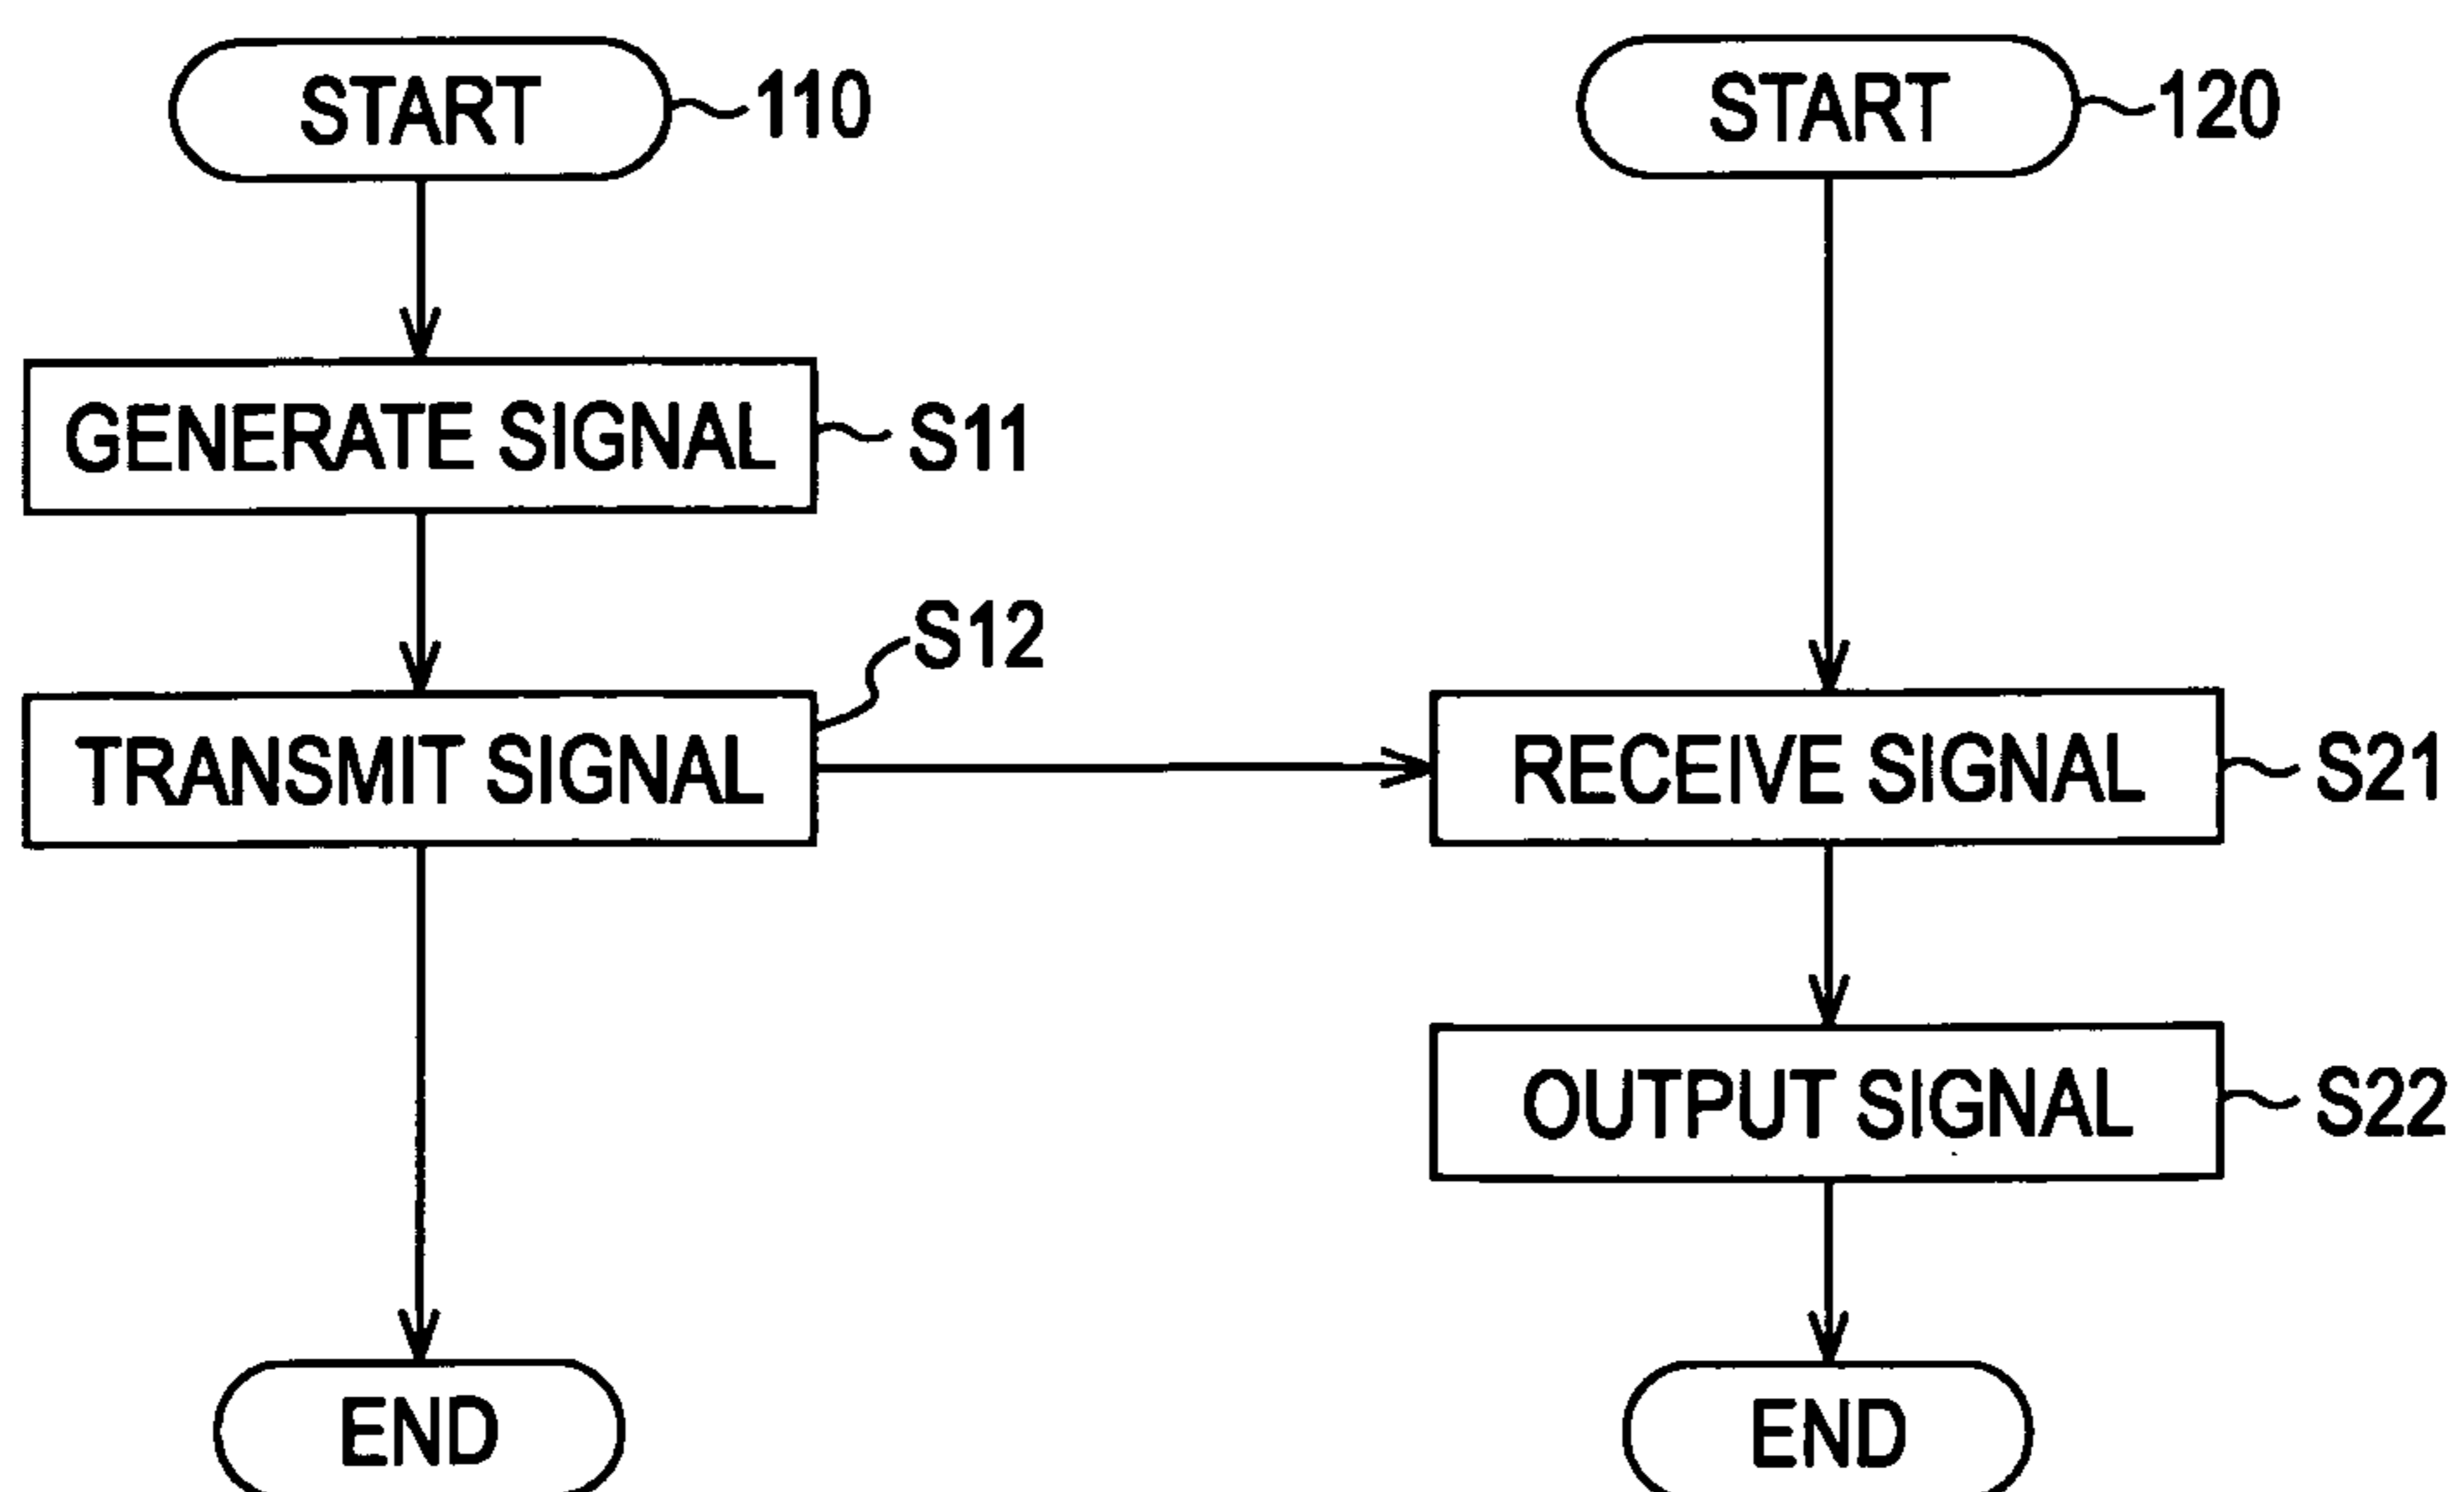 START
110
START
120
GENERATE SIGNAL
S11
S12
TRANSMIT SIGNAL
RECEIVE SIGNAL
S21
OUTPUT SIGNAL
S22
END
END